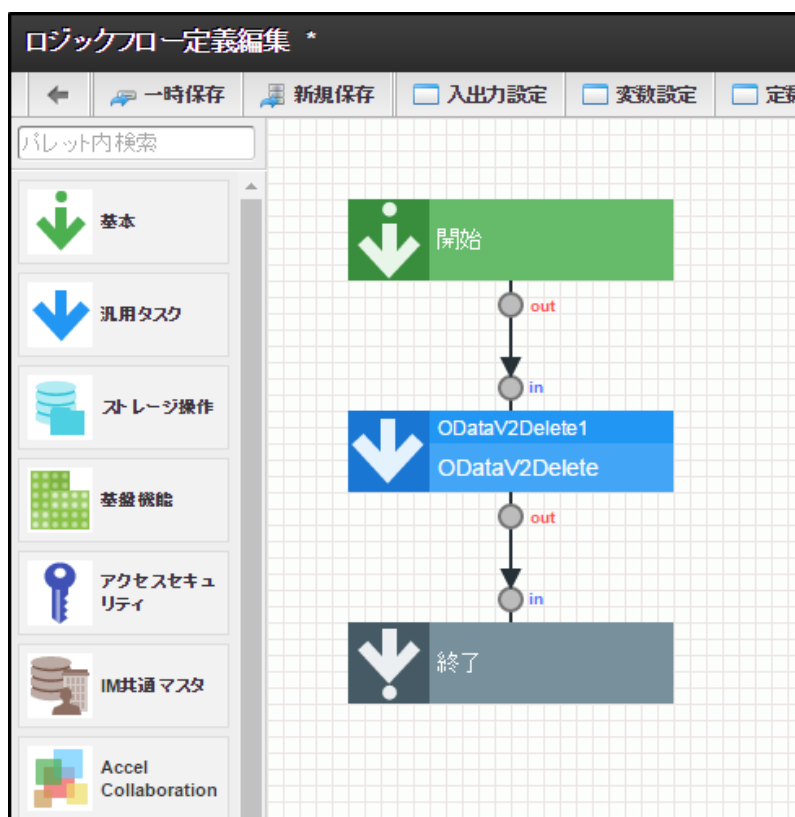 ロジックフロー定義編集 *
一時保存 新規保存 入出力設定 変数設定 定数
パレット内検索
基本
汎用タスク
ストレージ操作
基盤機能
アクセスセキュ
リティ
IM共通マスタ
Accel
Collaboration
開始
out
in
ODataV2Delete1
ODataV2Delete
out
in
終了